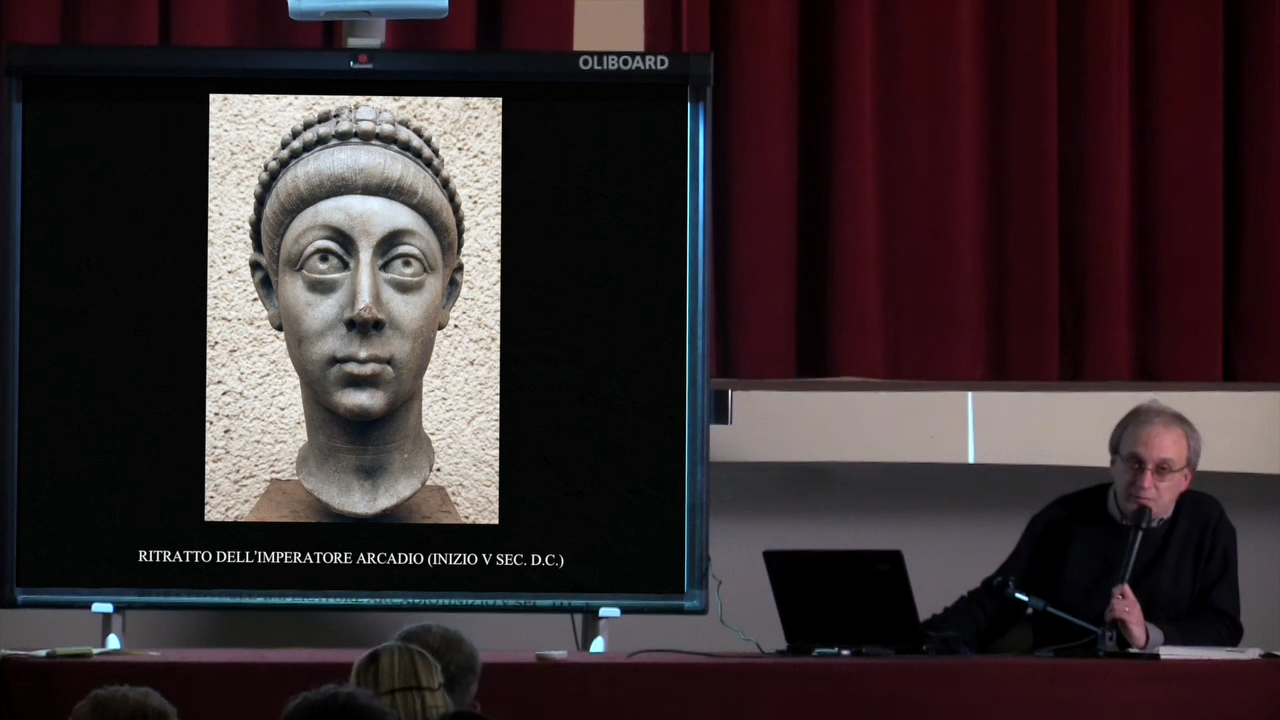 OLIBOARD
RITRATTO DELL'IMPERATORE ARCADIO (INIZIO V SEC. D.C.)